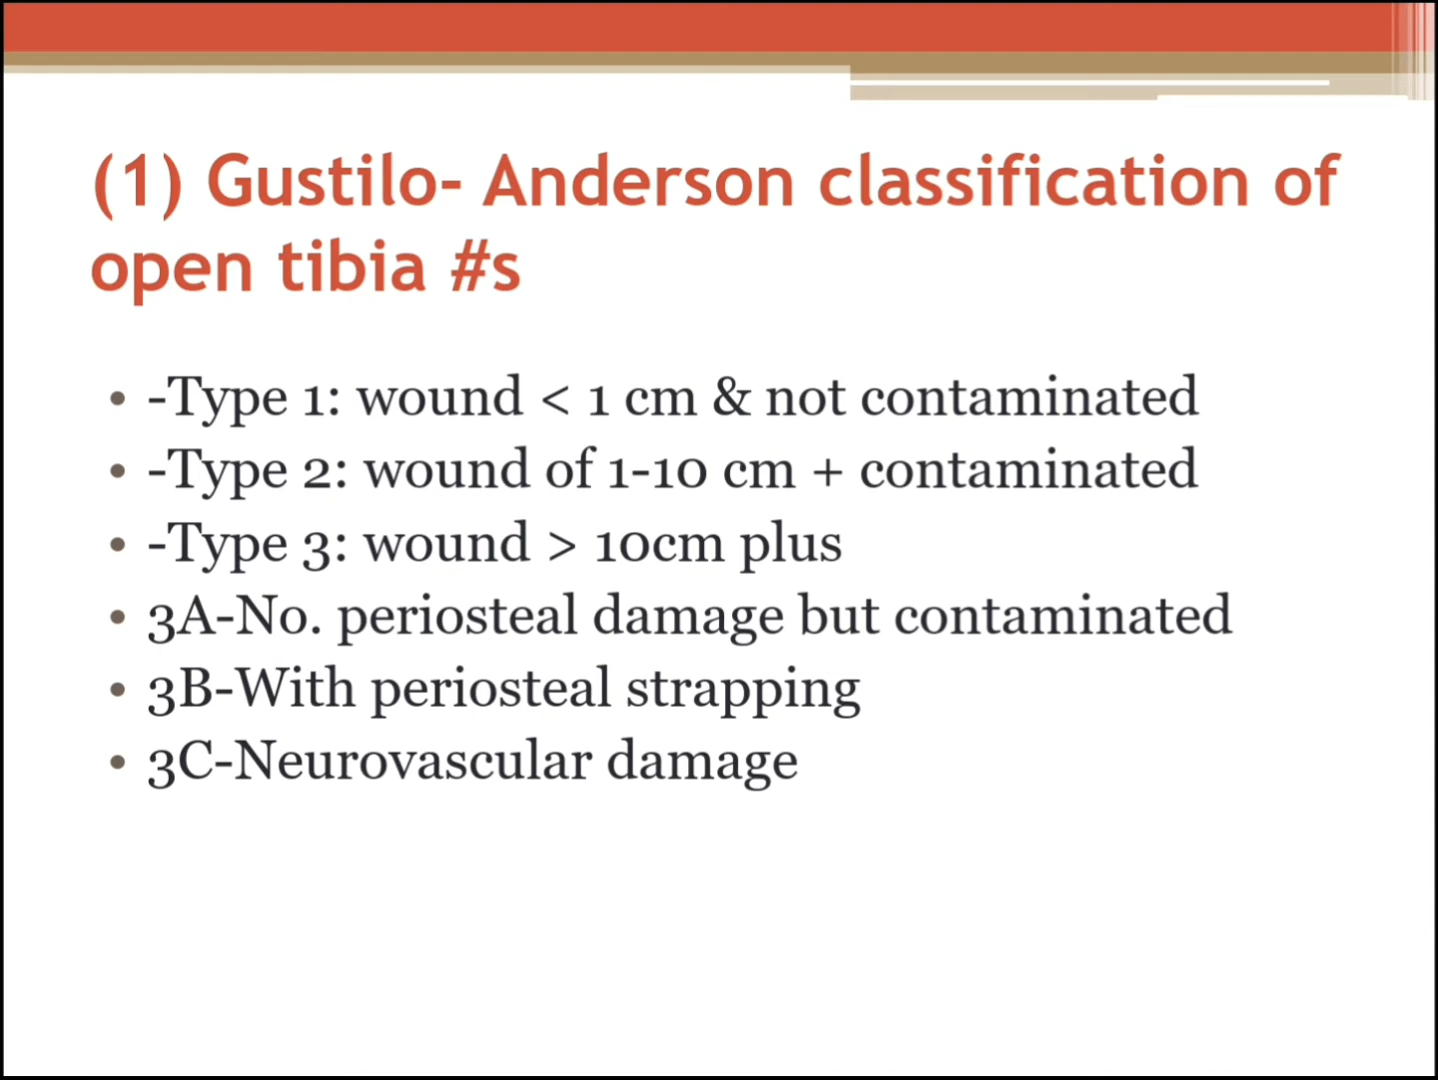 (1) Gustilo- Anderson classification of
open tibia #s
• -Type 1: wound < 1 cm & not contaminated
• -Type 2: wound of 1-10 cm + contaminated
• -Type 3: wound > 10cm plus
• 3A-No. periosteal damage but contaminated
• 3B-With periosteal strapping
• 3C-Neurovascular damage